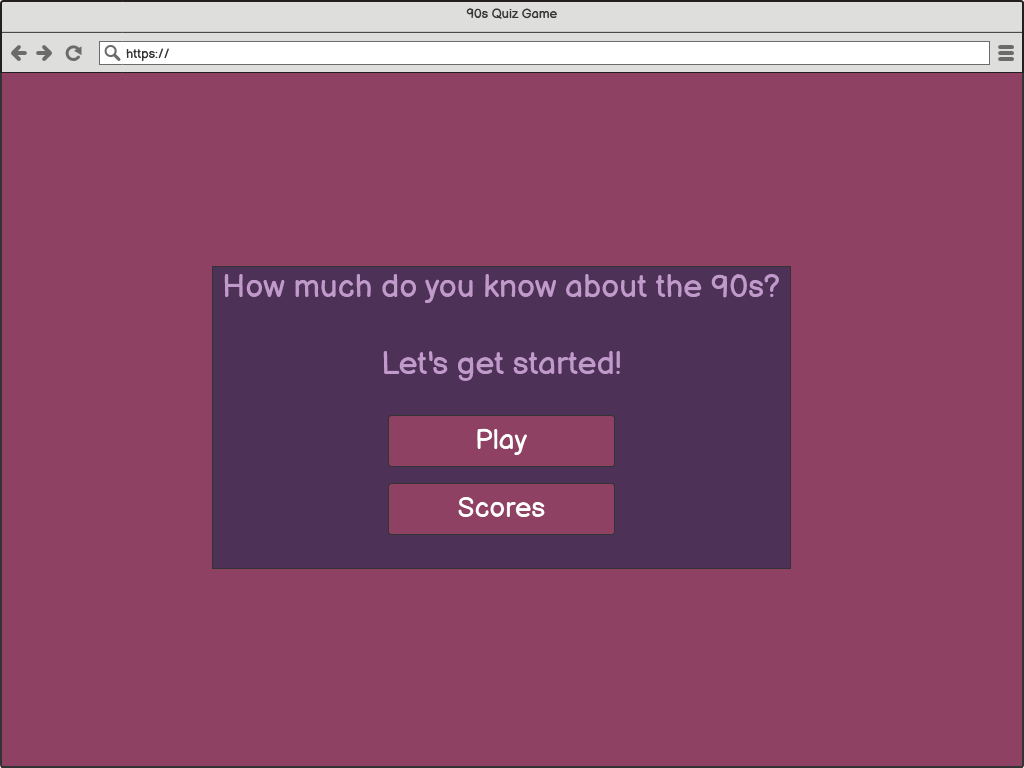 90s Quiz Game
https://
How much do you know about the 90s?
Let's get started!
Play
Scores